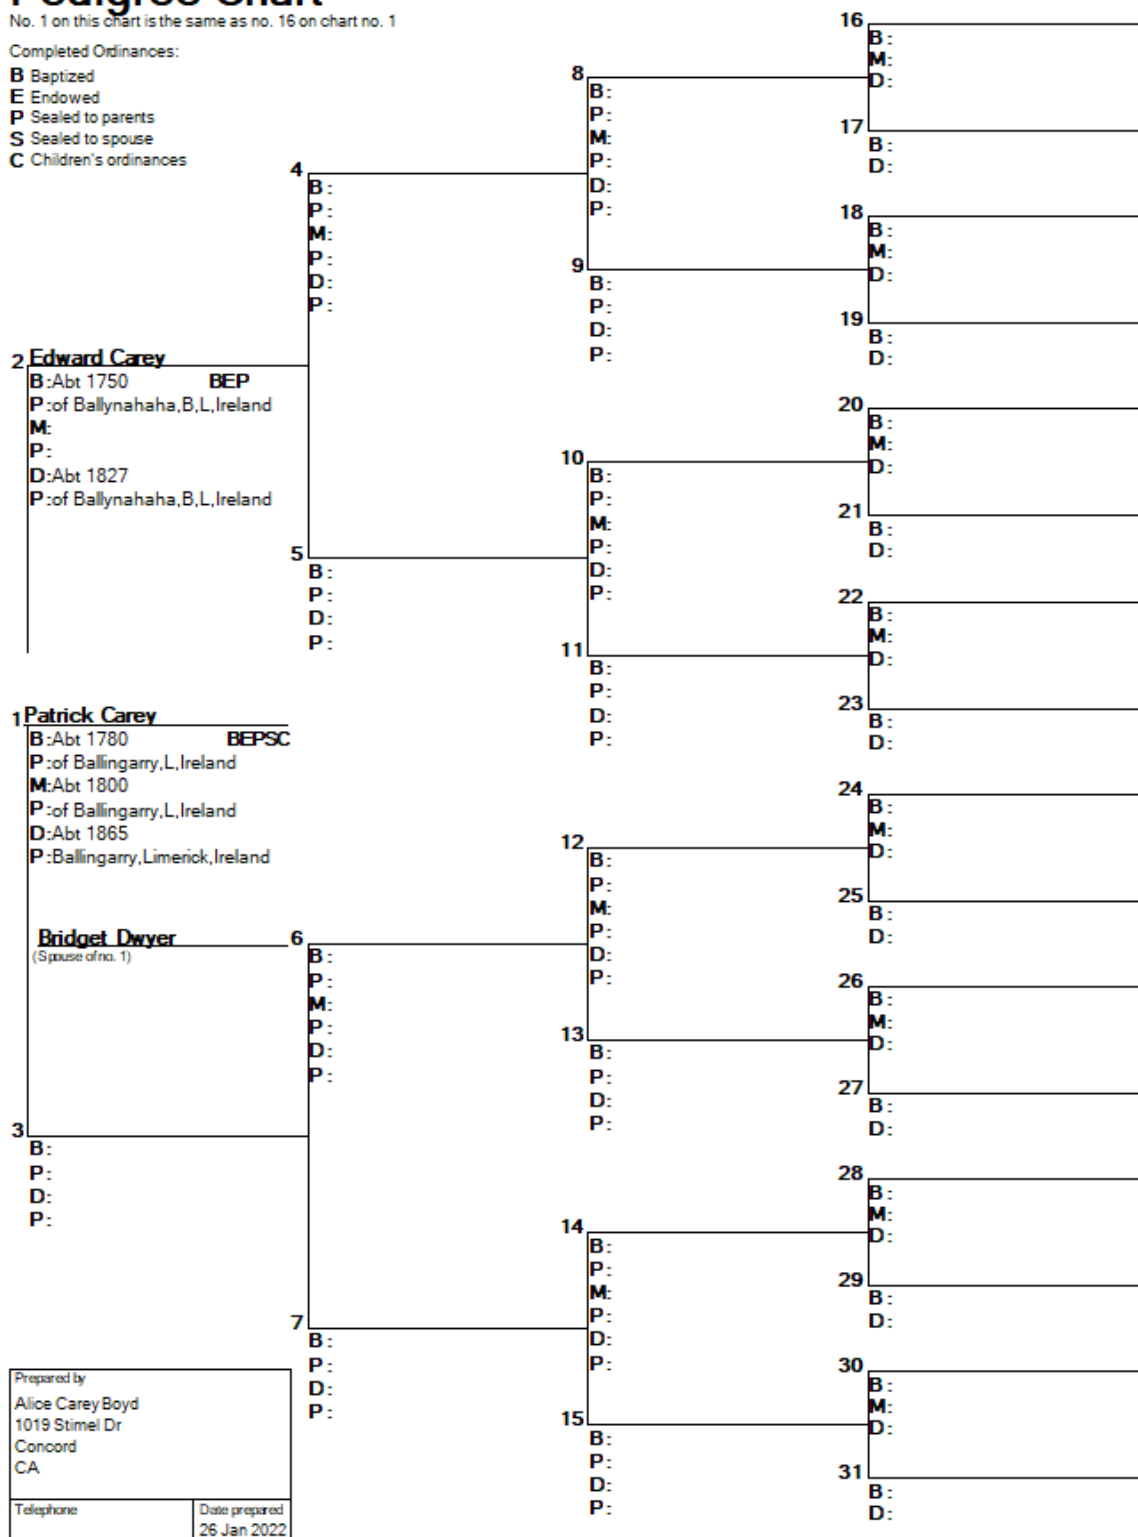 Pedigree Chart
No. 1 on this chart is the same as no. 16 on chart no. 1
Completed Ordinances:
B Baptized
E Endowed
P Sealed to parents
S Sealed to spouse
C Children's ordinances
2 Edward Carey
B:Abt 1750 BEP
P:of Ballynahaha,B,L,Ireland
M:
P:
D:Abt 1827
P:of Ballynahaha,B,L,Ireland
1 Patrick Carey
B:Abt 1780 BEPSC
P:of Ballingarry,L,Ireland
M:Abt 1800
P:of Ballingarry,L,Ireland
D:Abt 1865
P:Ballingarry,Limerick,Ireland
Bridget Dwyer
(Spouse of no. 1)
3
B:
P:
D:
P:
4
B:
P:
M:
P:
D:
P:
5
B:
P:
D:
P:
6
B:
P:
M:
P:
D:
P:
7
B:
P:
D:
P:
8
B:
P:
M:
P:
D:
P:
9
B:
P:
D:
P:
10
B:
P:
M:
P:
D:
P:
11
B:
P:
D:
P:
12
B:
P:
M:
P:
D:
P:
13
B:
P:
D:
P:
14
B:
P:
M:
P:
D:
P:
15
B:
P:
D:
P:
16
B:
M:
D:
17
B:
D:
18
B:
M:
D:
19
B:
D:
20
B:
M:
D:
21
B:
D:
22
B:
M:
D:
23
B:
D:
24
B:
M:
D:
25
B:
D:
26
B:
M:
D:
27
B:
D:
28
B:
M:
D:
29
B:
D:
30
B:
M:
D:
31
B:
D:
Prepared by
Alice Carey Boyd
1019 Stimel Dr
Concord
CA
Telephone
Date prepared
26 Jan 2022